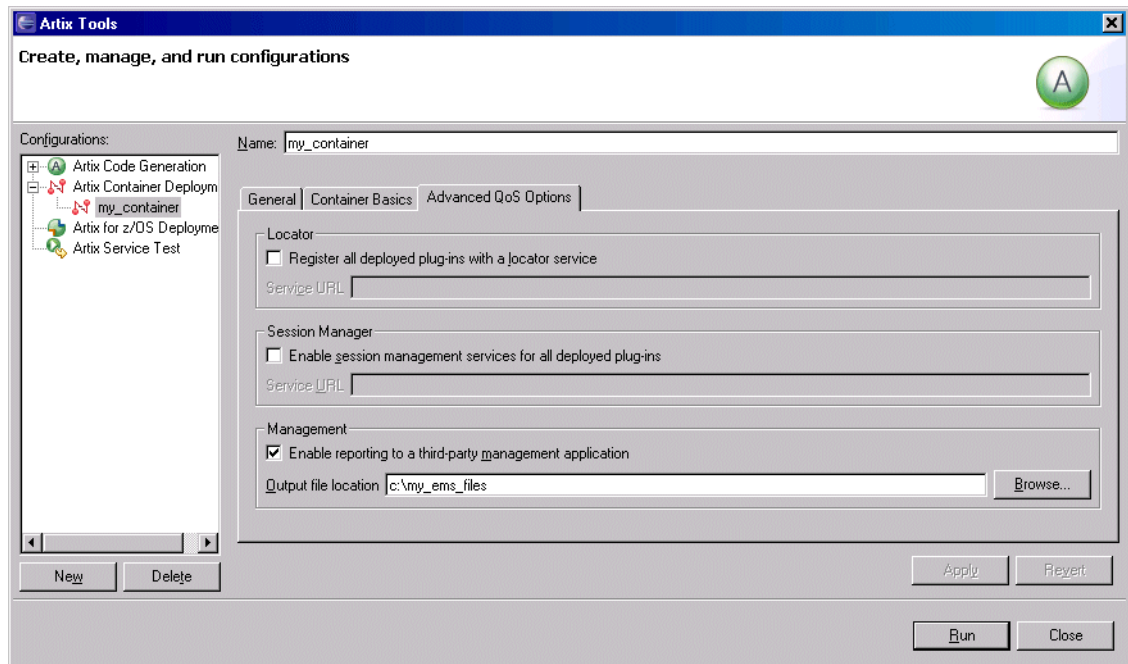 Artix Tools
Create, manage, and run configurations
A
Configurations:
Name: my_container
A Artix Code Generation
Artix Container Deploym
my_container
Artix for z/OS Deployme
Artix Service Test
General Container Basics Advanced QoS Options
Locator
Register all deployed plug-ins with a locator service
Service URL
Session Manager
Enable session management services for all deployed plug-ins
Service URL
Management
Enable reporting to a third-party management application
Output file location c:\my_ems_files Browse...
New Delete
Apply Revert
Run Close